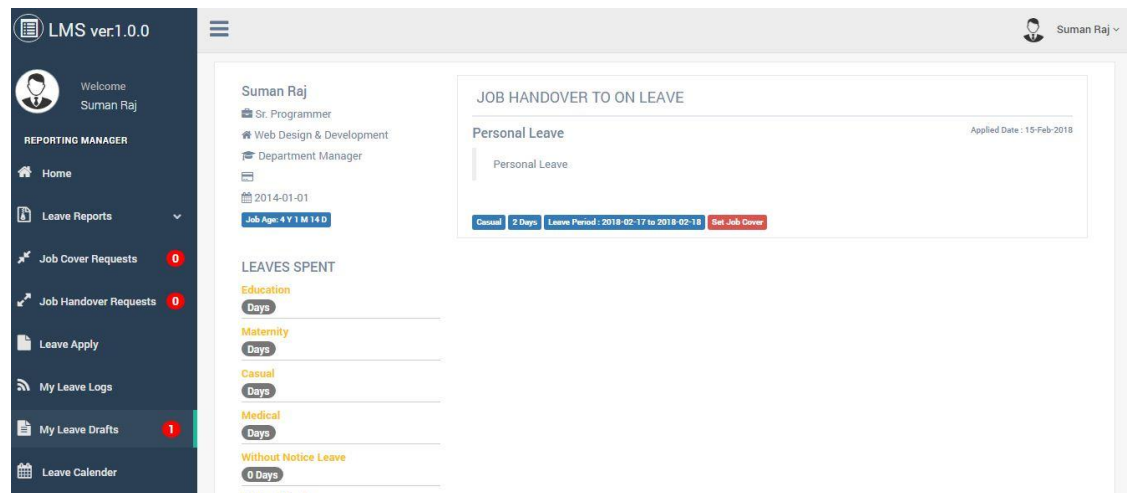 LMS ver:1.0.0
Suman Raj
Welcome
Suman Raj
REPORTING MANAGER
Home
Leave Reports
Job Cover Requests 0
Job Handover Requests 0
Leave Apply
My Leave Logs
My Leave Drafts 1
Leave Calender
Suman Raj
Sr. Programmer
Web Design & Development
Department Manager
2014-01-01
Job Age: 4 Y 1 M 14 D
LEAVES SPENT
Education
Days
Maternity
Days
Casual
Days
Medical
Days
Without Notice Leave
0 Days
JOB HANDOVER TO ON LEAVE
Personal Leave Applied Date : 15-Feb-2018
Personal Leave
Casual 2 Days Leave Period : 2018-02-17 to 2018-02-18 Set Job Cover